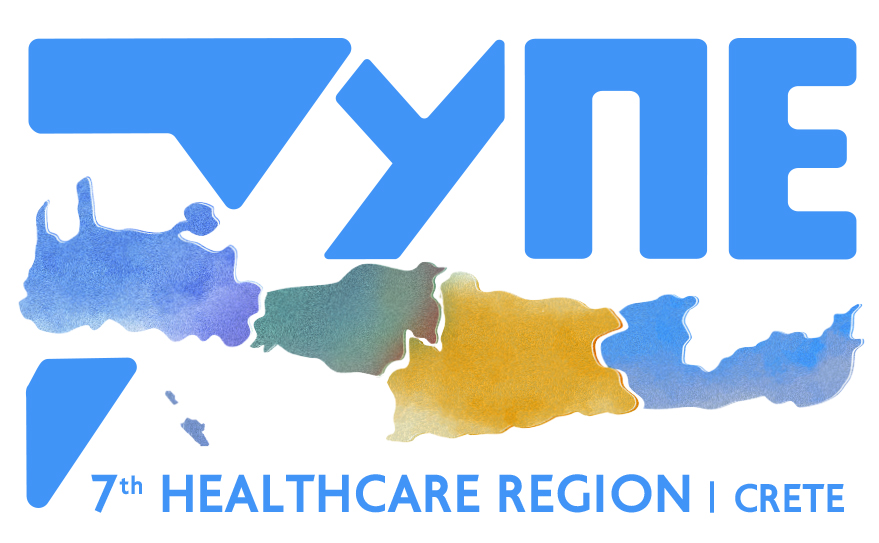 7ΥΠΕ
7th HEALTHCARE REGION | CRETE